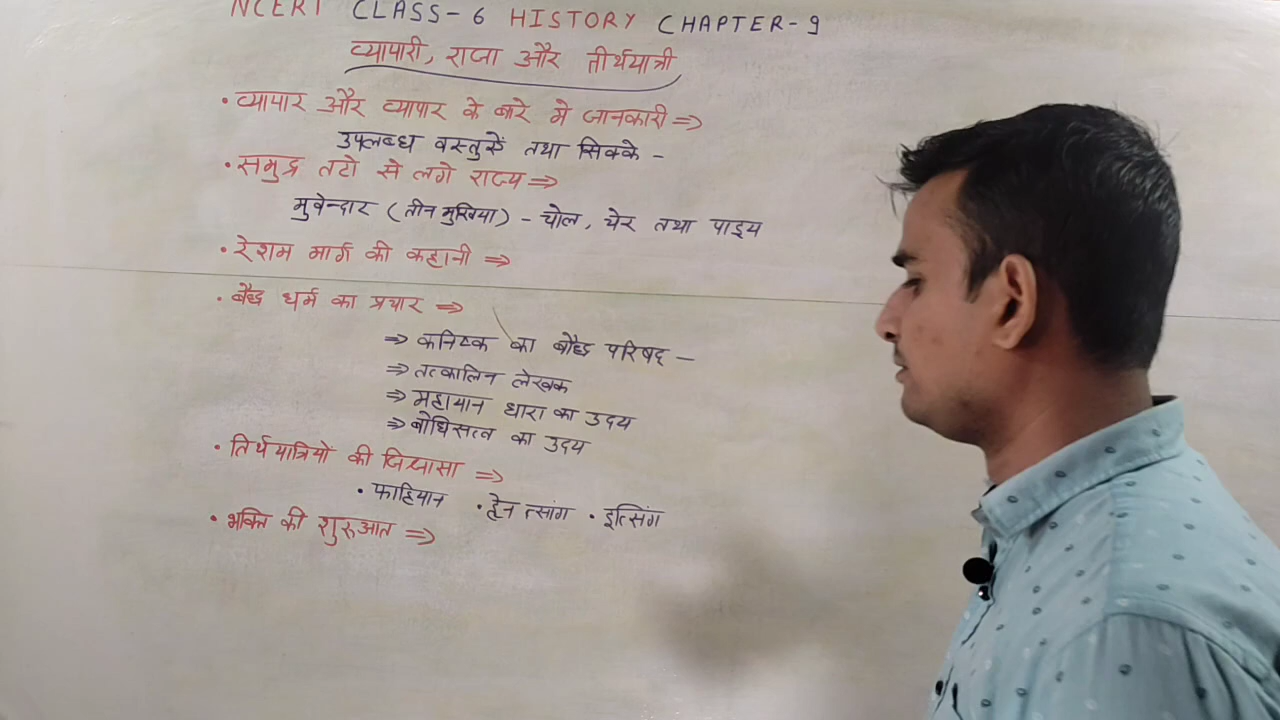 NCERT CLASS-6 HISTORY CHAPTER-9
व्यापारी, राजा और तीर्थयात्री
• व्यापार और व्यापार के बारे मे जानकारी ⇒
उपलब्ध वस्तुएें तथा सिक्के -
• समुद्र तटो से लगे राज्य ⇒
मुवेन्दार (तीन मुखिया) - चोल, चेर तथा पाड्य
• रेशम मार्ग की कहानी ⇒
• बौद्ध धर्म का प्रचार ⇒
⇒ कनिष्क का बौद्ध परिषद् -
⇒ तत्कालिन लेखक
⇒ महायान धारा का उदय
⇒ बोधिसत्व का उदय
• तिर्थयात्रियो की जिज्ञासा ⇒
• फाहियान • ह्वेन त्सांग • इत्सिंग
• भक्ति की शुरूआत ⇒